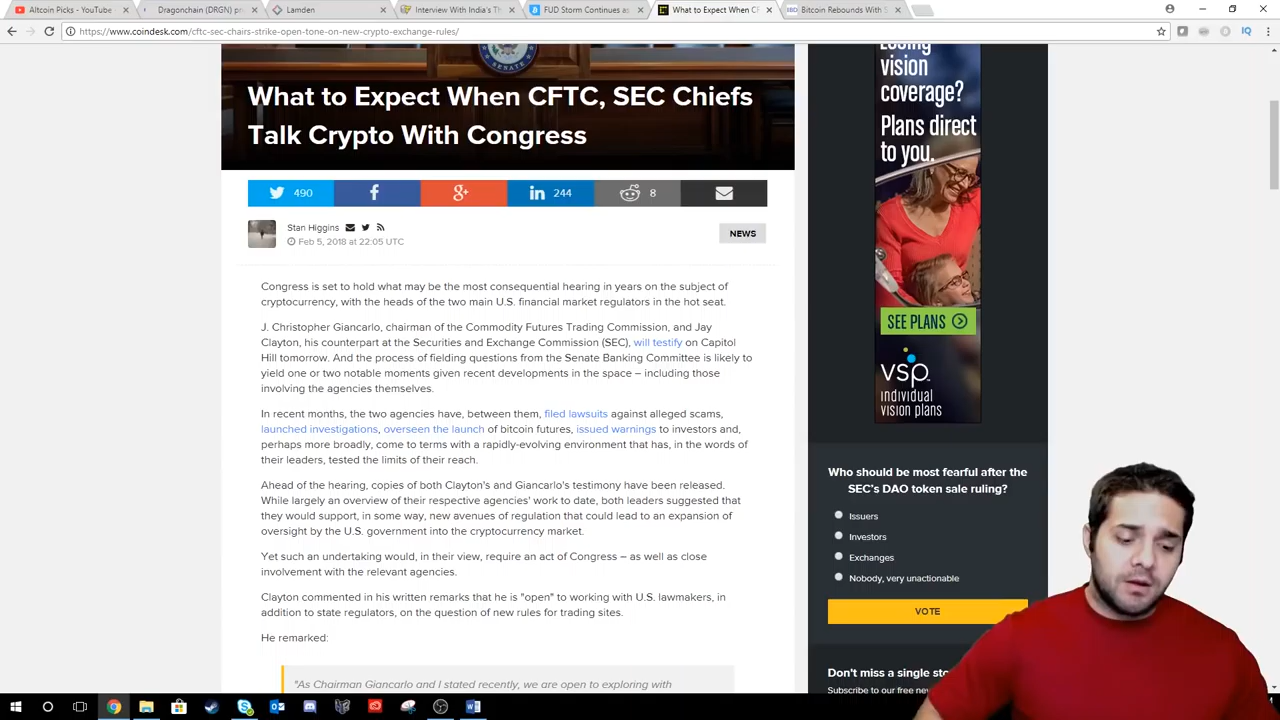 Altcoin Picks - YouTube
Dragonchain (DRGN) pri
Lamden
Interview With India's Th
FUD Storm Continues as
What to Expect When CF
Bitcoin Rebounds With S
https://www.coindesk.com/cftc-sec-chairs-strike-open-tone-on-new-crypto-exchange-rules/
SENATE
What to Expect When CFTC, SEC Chiefs
Talk Crypto With Congress
490
244
8
Stan Higgins
Feb 5, 2018 at 22:05 UTC
NEWS
Congress is set to hold what may be the most consequential hearing in years on the subject of
cryptocurrency, with the heads of the two main U.S. financial market regulators in the hot seat.
J. Christopher Giancarlo, chairman of the Commodity Futures Trading Commission, and Jay
Clayton, his counterpart at the Securities and Exchange Commission (SEC), will testify on Capitol
Hill tomorrow. And the process of fielding questions from the Senate Banking Committee is likely to
yield one or two notable moments given recent developments in the space – including those
involving the agencies themselves.
In recent months, the two agencies have, between them, filed lawsuits against alleged scams,
launched investigations, overseen the launch of bitcoin futures, issued warnings to investors and,
perhaps more broadly, come to terms with a rapidly-evolving environment that has, in the words of
their leaders, tested the limits of their reach.
Ahead of the hearing, copies of both Clayton's and Giancarlo's testimony have been released.
While largely an overview of their respective agencies' work to date, both leaders suggested that
they would support, in some way, new avenues of regulation that could lead to an expansion of
oversight by the U.S. government into the cryptocurrency market.
Yet such an undertaking would, in their view, require an act of Congress – as well as close
involvement with the relevant agencies.
Clayton commented in his written remarks that he is "open" to working with U.S. lawmakers, in
addition to state regulators, on the question of new rules for trading sites.
He remarked:
"As Chairman Giancarlo and I stated recently, we are open to exploring with
Losing
vision
coverage?
Plans direct
to you.
SEE PLANS
vsp
individual
vision plans
Who should be most fearful after the
SEC's DAO token sale ruling?
Issuers
Investors
Exchanges
Nobody, very unactionable
VOTE
Don't miss a single sto
Subscribe to our free new